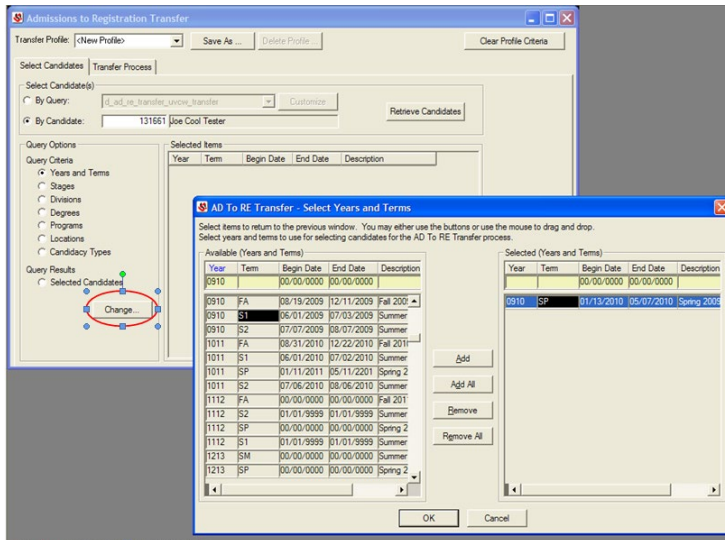 Admissions to Registration Transfer
Transfer Profile: <New Profile> Save As ... Delete Profile ... Clear Profile Criteria
Select Candidates Transfer Process
Select Candidate(s)
By Query: d_ad_re_transfer_uvcw_transfer Customize
Retrieve Candidates
By Candidate: 131661 Joe Cool Tester
Query Options Selected Items
Query Criteria Year Term Begin Date End Date Description
Years and Terms
Stages
Divisions
Degrees
Programs
Locations
Candidacy Types
Query Results
Selected Candidates
Change...
AD To RE Transfer - Select Years and Terms
Select items to return to the previous window. You may either use the buttons or use the mouse to drag and drop.
Select years and terms to use for selecting candidates for the AD To RE Transfer process.
Available (Years and Terms) Selected (Years and Terms)
Year Term Begin Date End Date Description Year Term Begin Date End Date Description
0910 00/00/0000 00/00/0000 00/00/0000 00/00/0000
0910 FA 08/19/2009 12/11/2009 Fall 2009 0910 SP 01/13/2010 05/07/2010 Spring 2009
0910 S1 06/01/2009 07/03/2009 Summer
0910 S2 07/07/2009 08/07/2009 Summer
1011 FA 08/31/2010 12/22/2010 Fall 201
1011 S1 06/01/2010 07/02/2010 Summer
1011 SP 01/11/2011 05/11/2201 Spring 2
1011 S2 07/06/2010 08/06/2010 Summer
1112 FA 00/00/0000 00/00/0000 Fall 201
1112 S2 01/01/9999 01/01/9999 Summer
1112 SP 00/00/0000 00/00/0000 Spring 2
1112 S1 01/01/9999 01/01/9999 Summer
1213 SM 00/00/0000 00/00/0000 Summer
1213 SP 00/00/0000 00/00/0000 Spring 2
Add
Add All
Remove
Remove All
OK Cancel